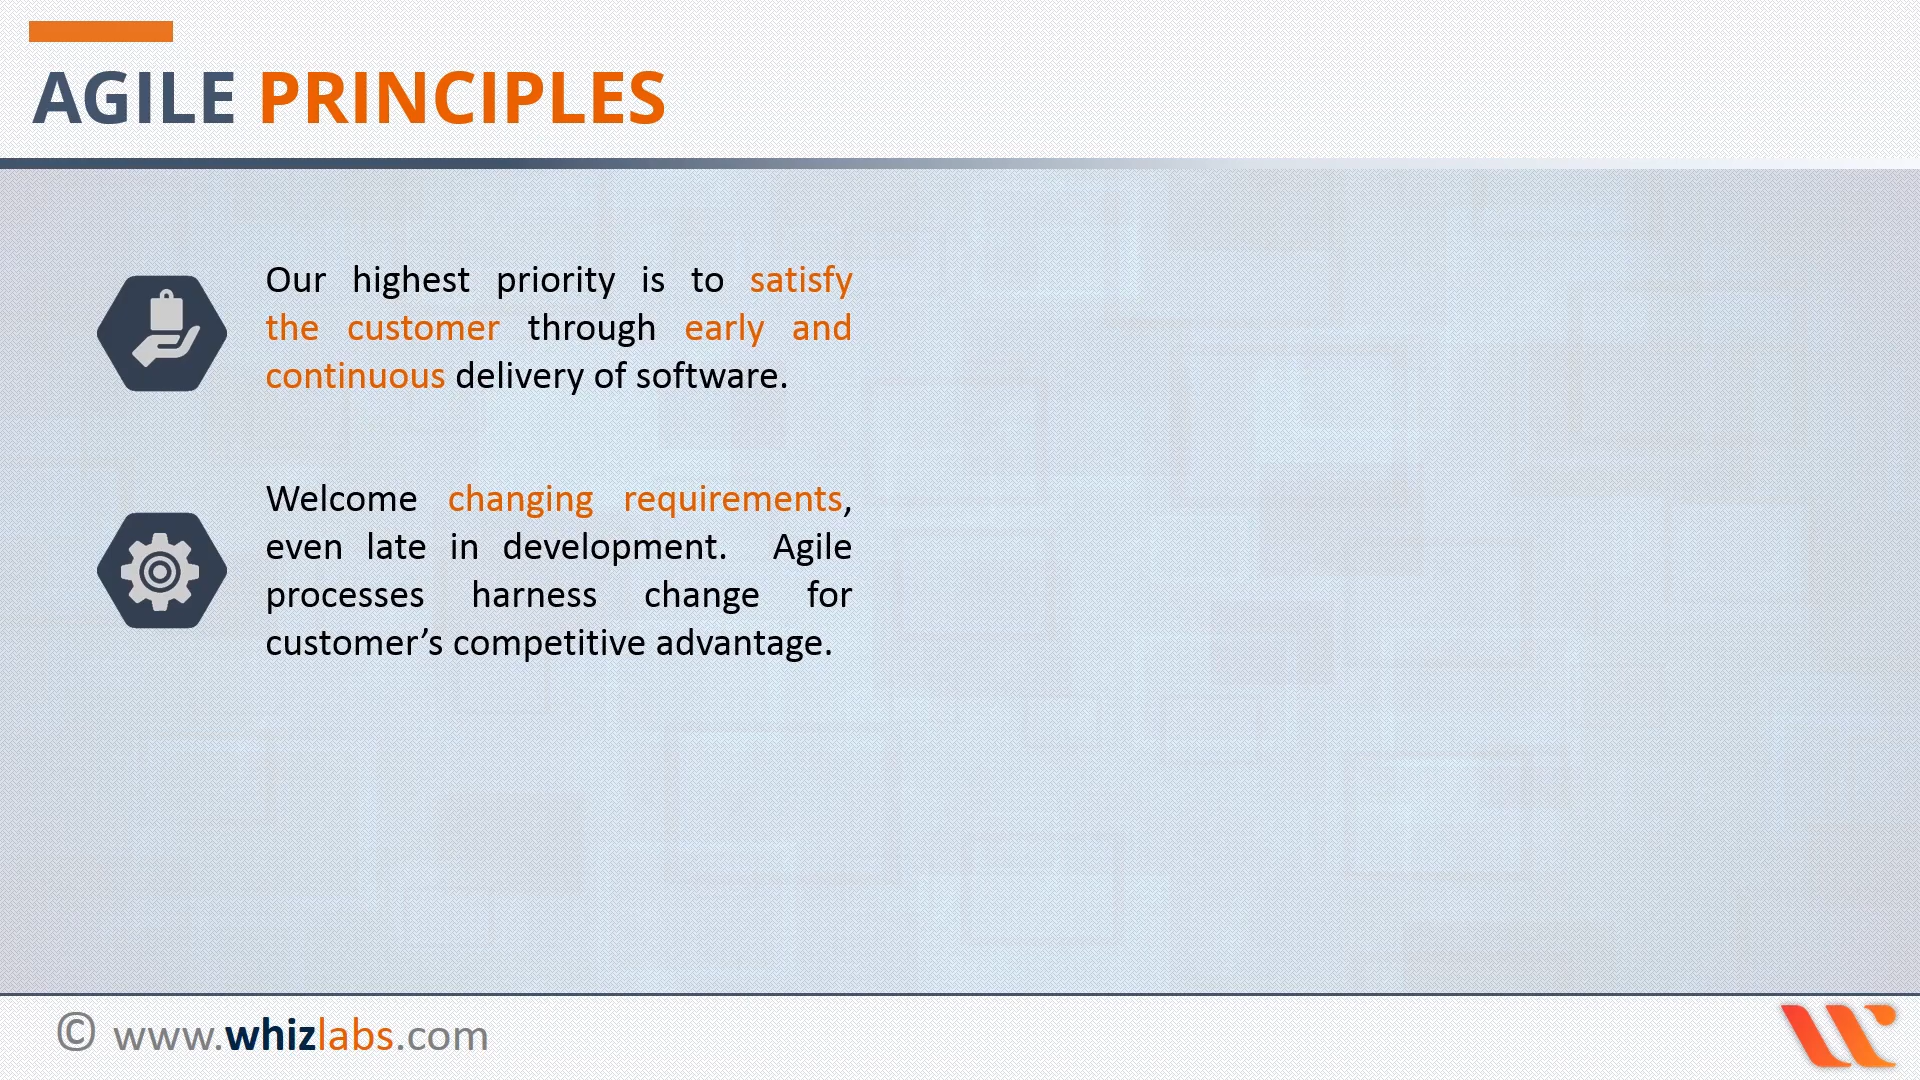 AGILE PRINCIPLES
Our highest priority is to satisfy
the customer through early and
continuous delivery of software.
Welcome changing requirements,
even late in development. Agile
processes harness change for
customer’s competitive advantage.
© www.whizlabs.com